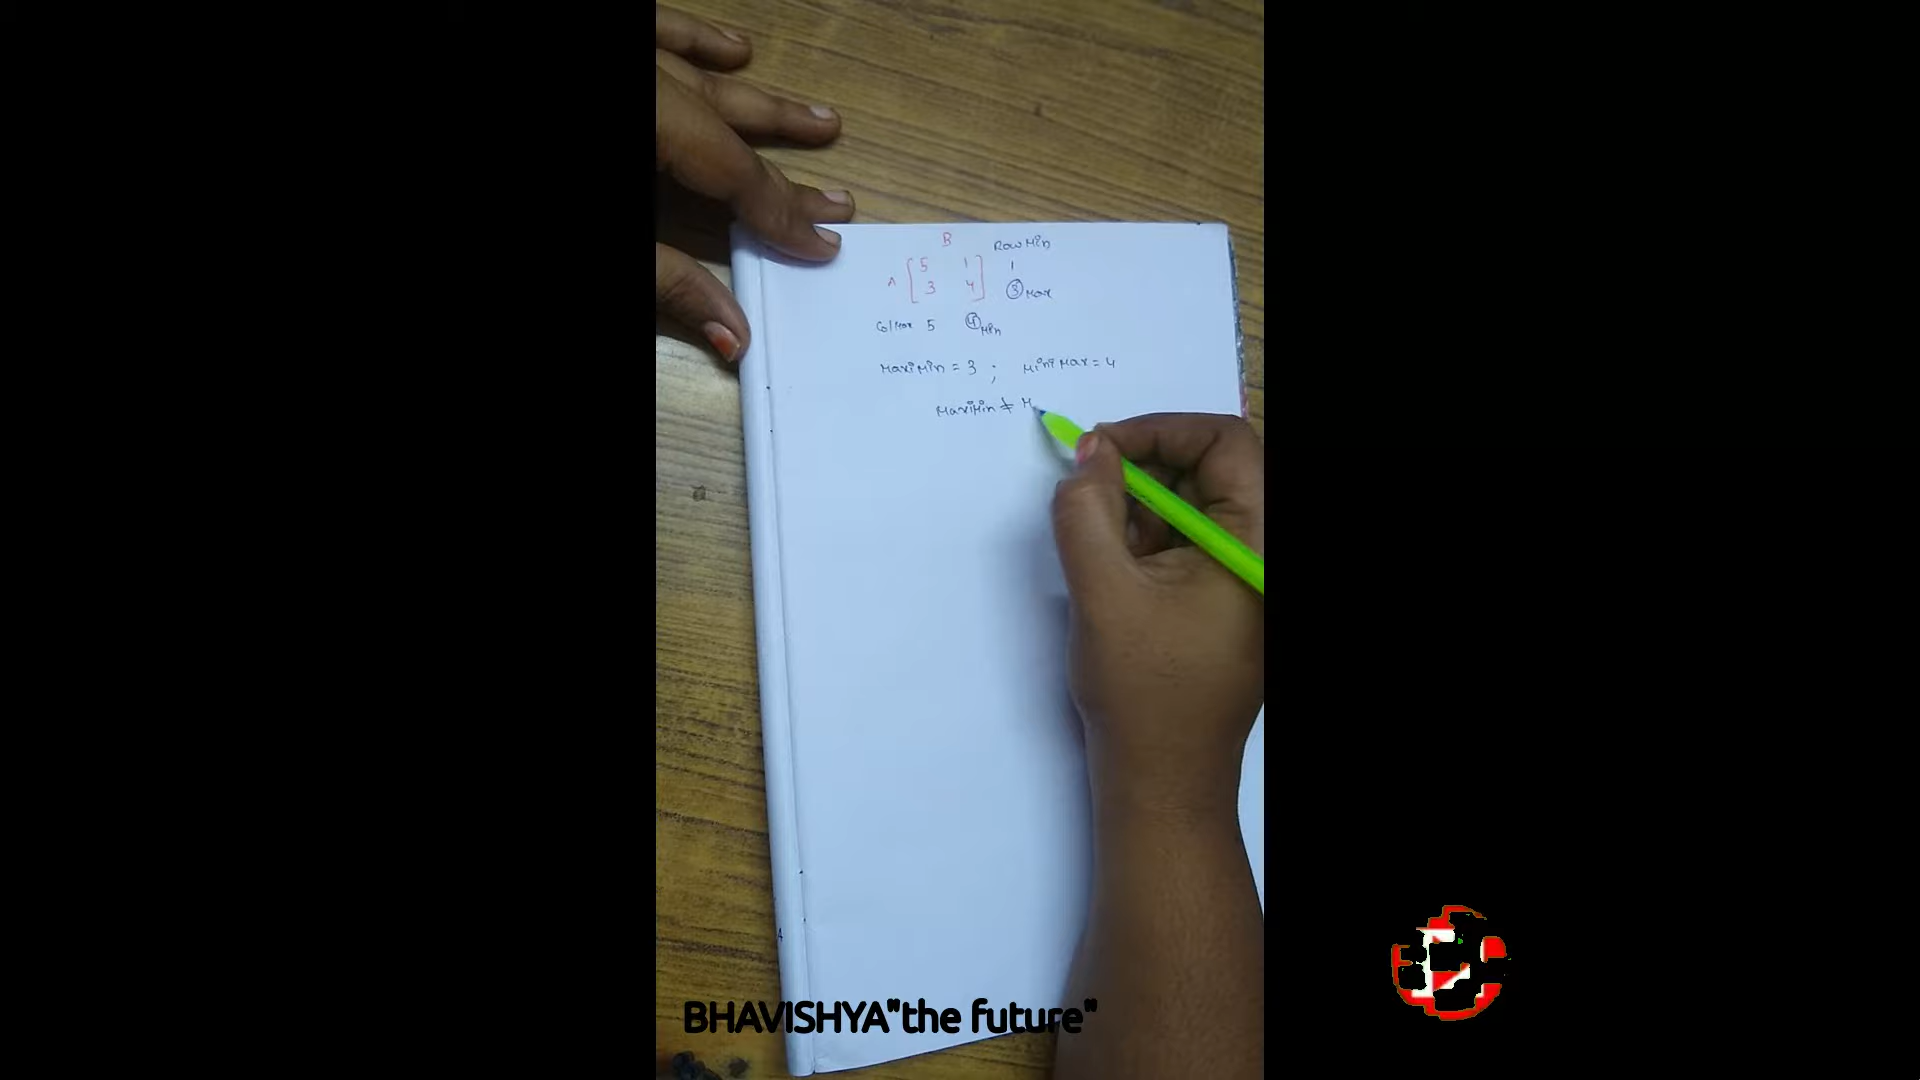 B Row Min
A [ 5 1 ] 1
[ 3 4 ] 3 Max
Col Max 5 4 Min
MaxiMin = 3 ; MiniMax = 4
MaxiMin ≠ M
BHAVISHYA"the future"